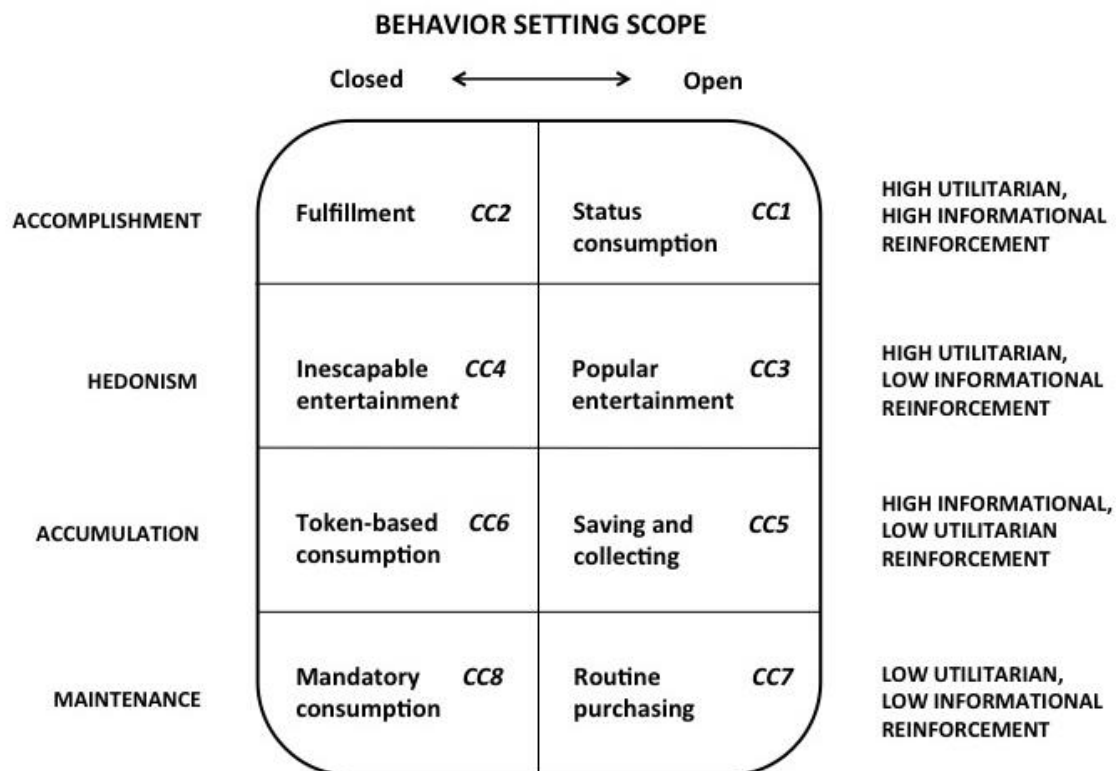 BEHAVIOR SETTING SCOPE
Closed Open
ACCOMPLISHMENT
Fulfillment CC2
Status CC1
consumption
HIGH UTILITARIAN,
HIGH INFORMATIONAL
REINFORCEMENT
HEDONISM
Inescapable CC4
entertainment
Popular CC3
entertainment
HIGH UTILITARIAN,
LOW INFORMATIONAL
REINFORCEMENT
ACCUMULATION
Token-based CC6
consumption
Saving and CC5
collecting
HIGH INFORMATIONAL,
LOW UTILITARIAN
REINFORCEMENT
MAINTENANCE
Mandatory CC8
consumption
Routine CC7
purchasing
LOW UTILITARIAN,
LOW INFORMATIONAL
REINFORCEMENT